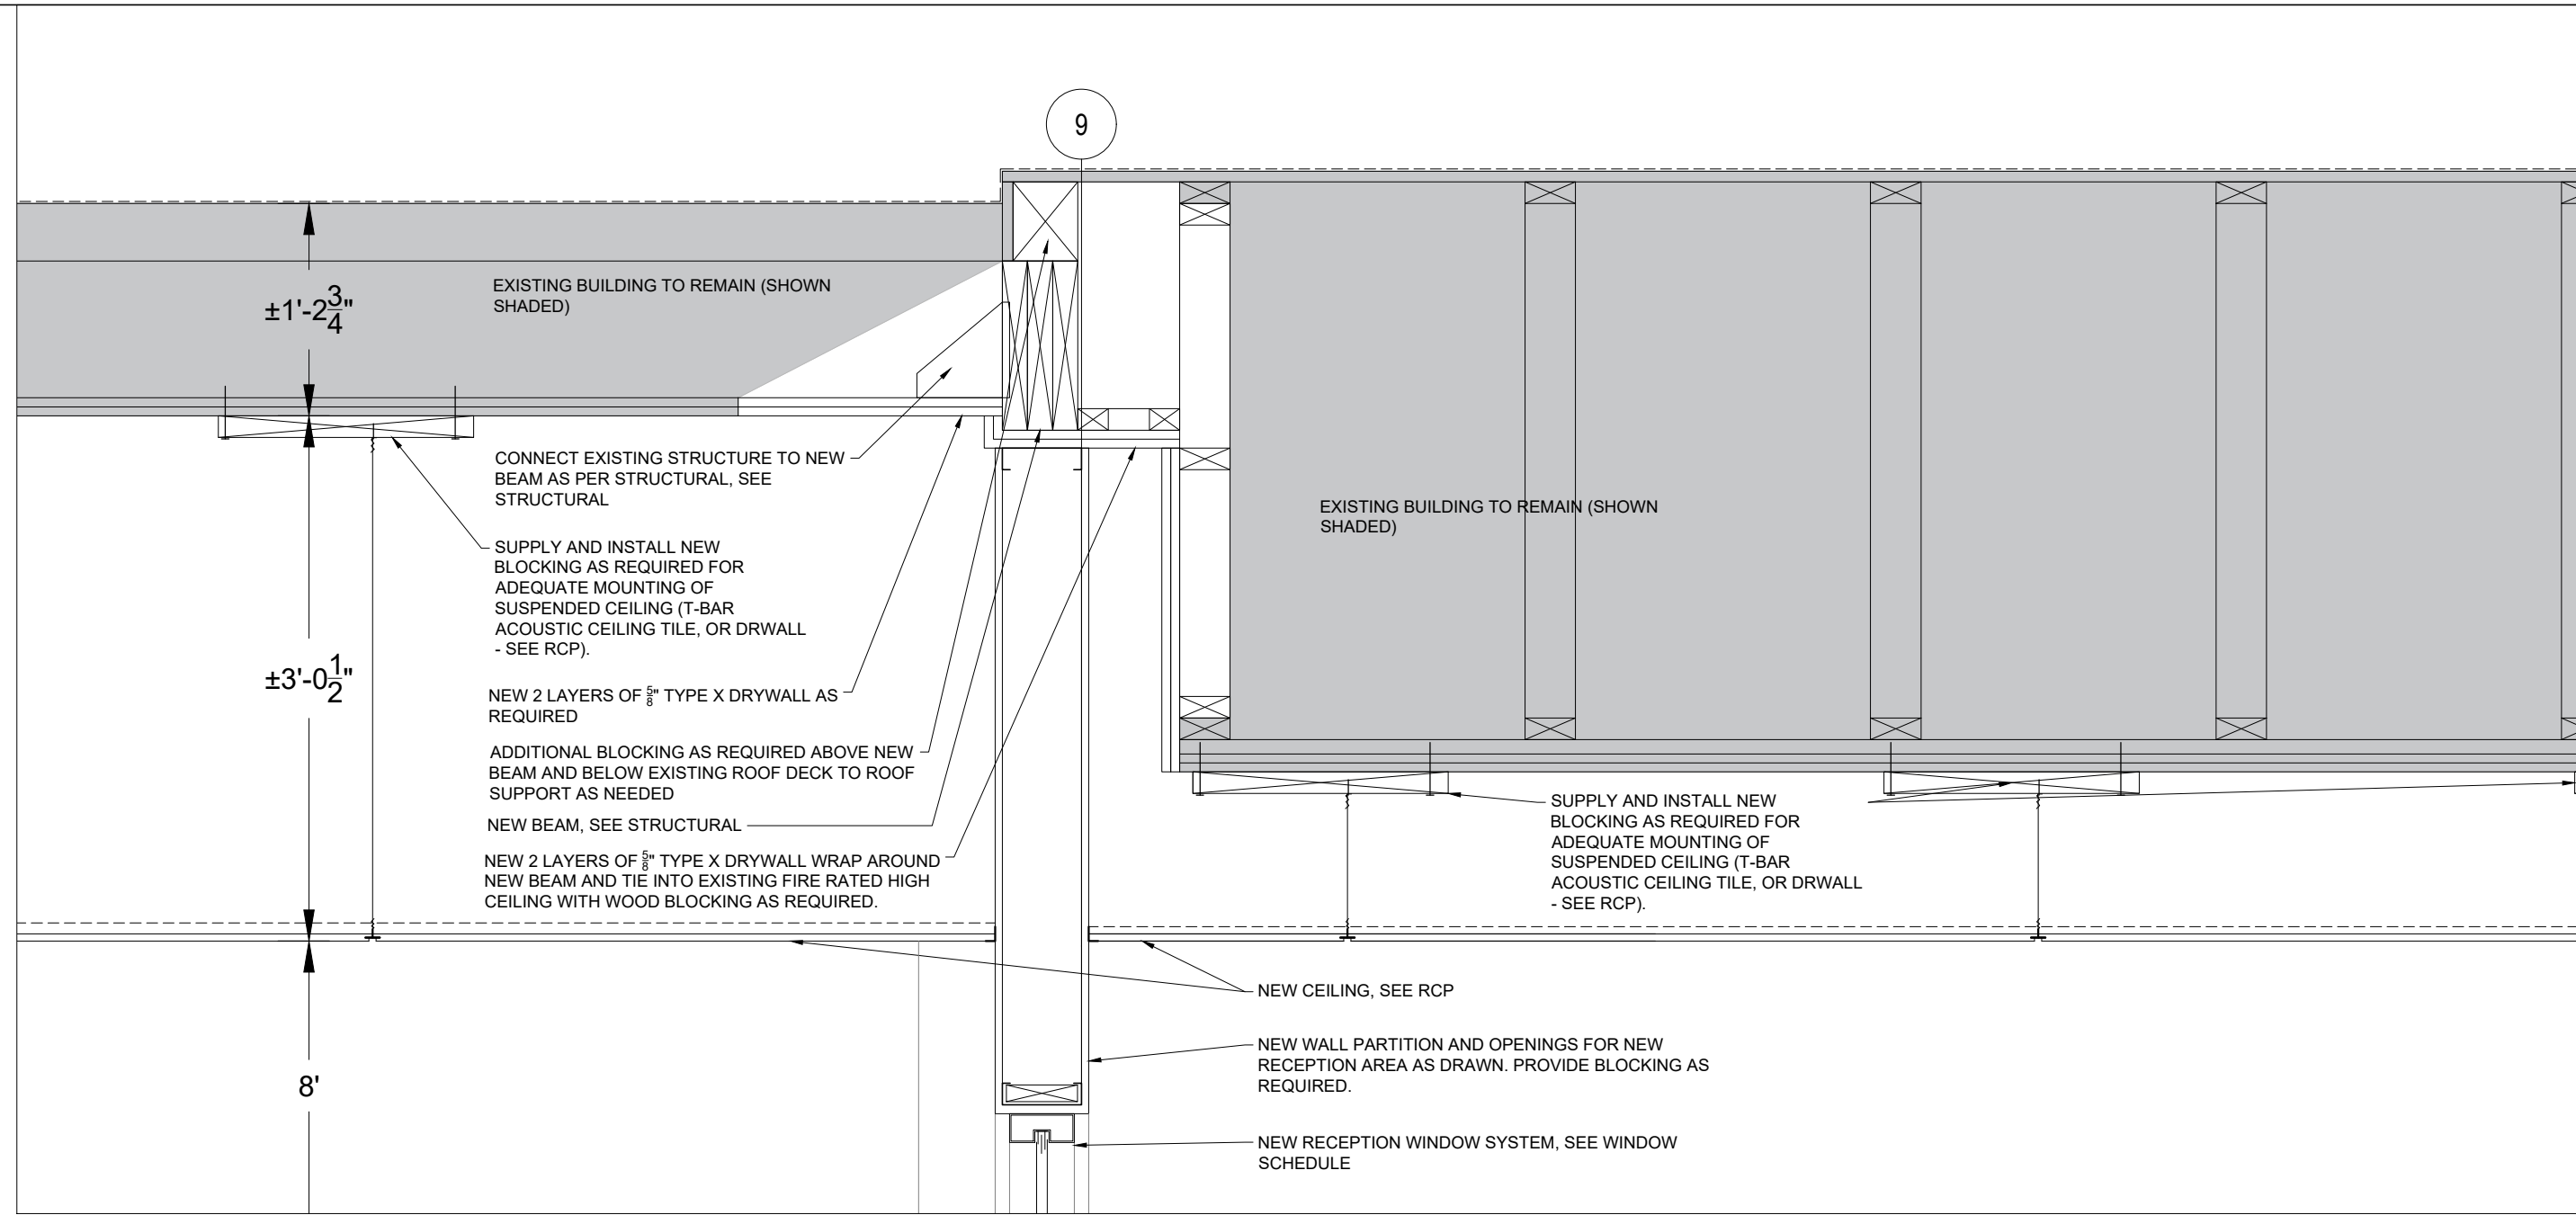 9
EXISTING BUILDING TO REMAIN (SHOWN
SHADED)
±1'-2 3/4"
CONNECT EXISTING STRUCTURE TO NEW
BEAM AS PER STRUCTURAL, SEE
STRUCTURAL
EXISTING BUILDING TO REMAIN (SHOWN
SHADED)
SUPPLY AND INSTALL NEW
BLOCKING AS REQUIRED FOR
ADEQUATE MOUNTING OF
SUSPENDED CEILING (T-BAR
ACOUSTIC CEILING TILE, OR DRWALL
- SEE RCP).
±3'-0 1/2"
NEW 2 LAYERS OF 5/8" TYPE X DRYWALL AS
REQUIRED
ADDITIONAL BLOCKING AS REQUIRED ABOVE NEW
BEAM AND BELOW EXISTING ROOF DECK TO ROOF
SUPPORT AS NEEDED
NEW BEAM, SEE STRUCTURAL
NEW 2 LAYERS OF 5/8" TYPE X DRYWALL WRAP AROUND
NEW BEAM AND TIE INTO EXISTING FIRE RATED HIGH
CEILING WITH WOOD BLOCKING AS REQUIRED.
SUPPLY AND INSTALL NEW
BLOCKING AS REQUIRED FOR
ADEQUATE MOUNTING OF
SUSPENDED CEILING (T-BAR
ACOUSTIC CEILING TILE, OR DRWALL
- SEE RCP).
NEW CEILING, SEE RCP
NEW WALL PARTITION AND OPENINGS FOR NEW
RECEPTION AREA AS DRAWN. PROVIDE BLOCKING AS
REQUIRED.
8'
NEW RECEPTION WINDOW SYSTEM, SEE WINDOW
SCHEDULE